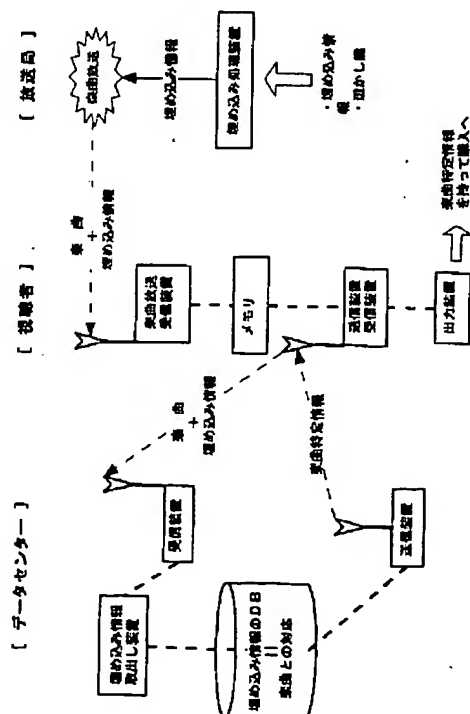 [ データセンター ]
[ 視聴者 ]
[ 放送局 ]
埋め込み情報
取出し装置
受信装置
埋め込み情報のDB
||
楽曲との対応
送信装置
楽曲
+
埋め込み情報
楽曲特定情報
楽曲放送
受信装置
メモリ
送信装置
受信装置
出力装置
楽曲特定情報
を持って購入へ
楽曲
+
埋め込み情報
楽曲放送
埋め込み情報
埋め込み処理装置
・埋め込み情
報
・透かし鍵